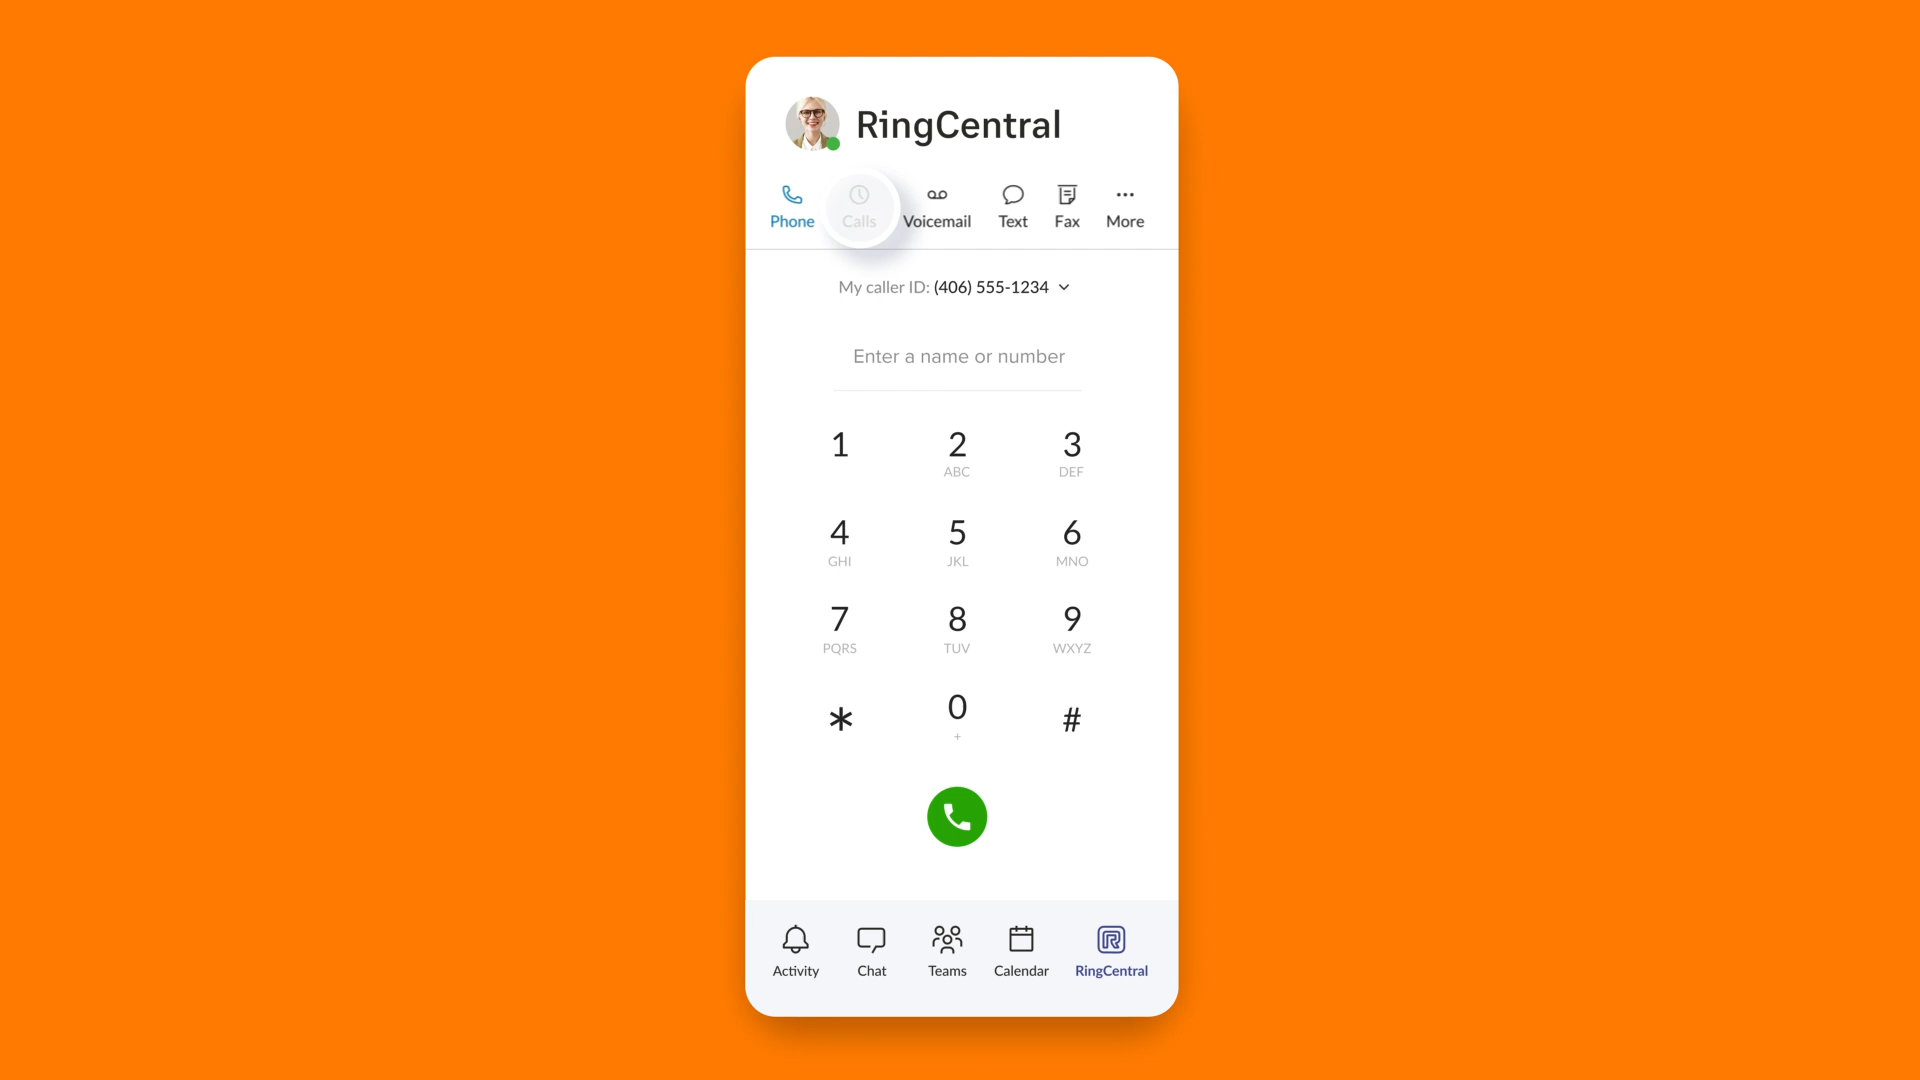 RingCentral
Phone Calls Voicemail Text Fax More
My caller ID: (406) 555-1234
Enter a name or number
1 2 3
ABC DEF
4 5 6
GHI JKL MNO
7 8 9
PQRS TUV WXYZ
* 0 #
+
Activity Chat Teams Calendar RingCentral